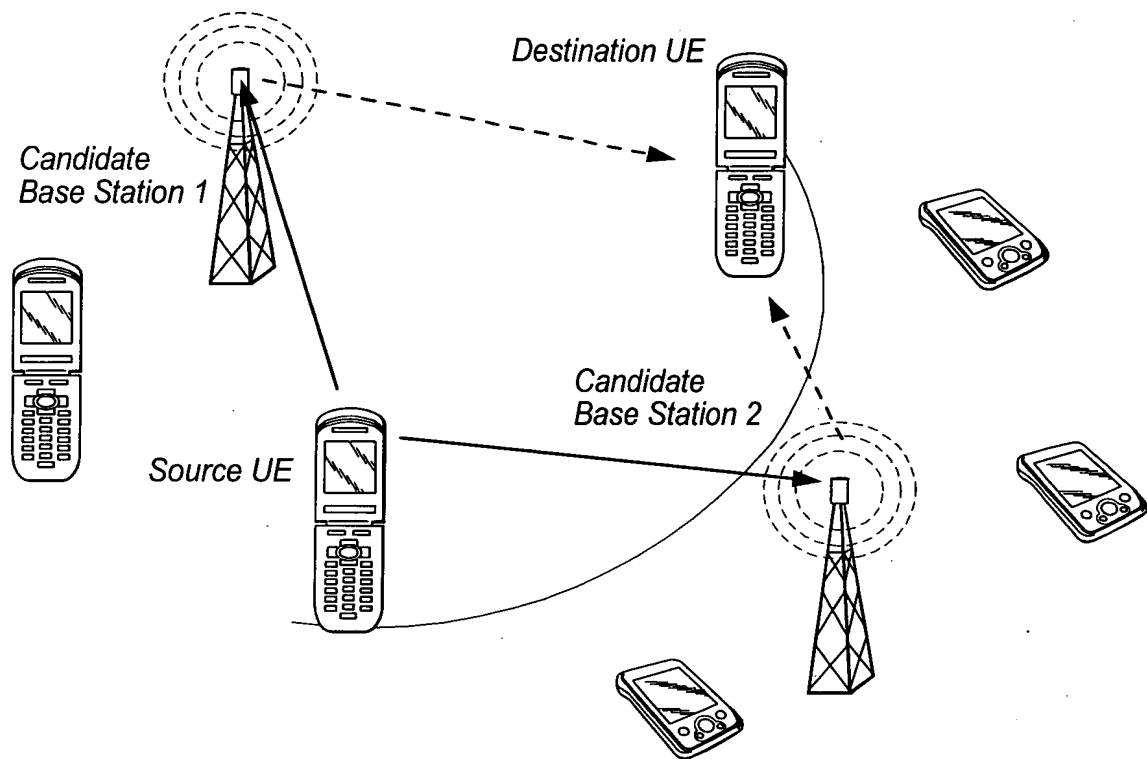 Destination UE
Candidate
Base Station 1
Candidate
Base Station 2
Source UE